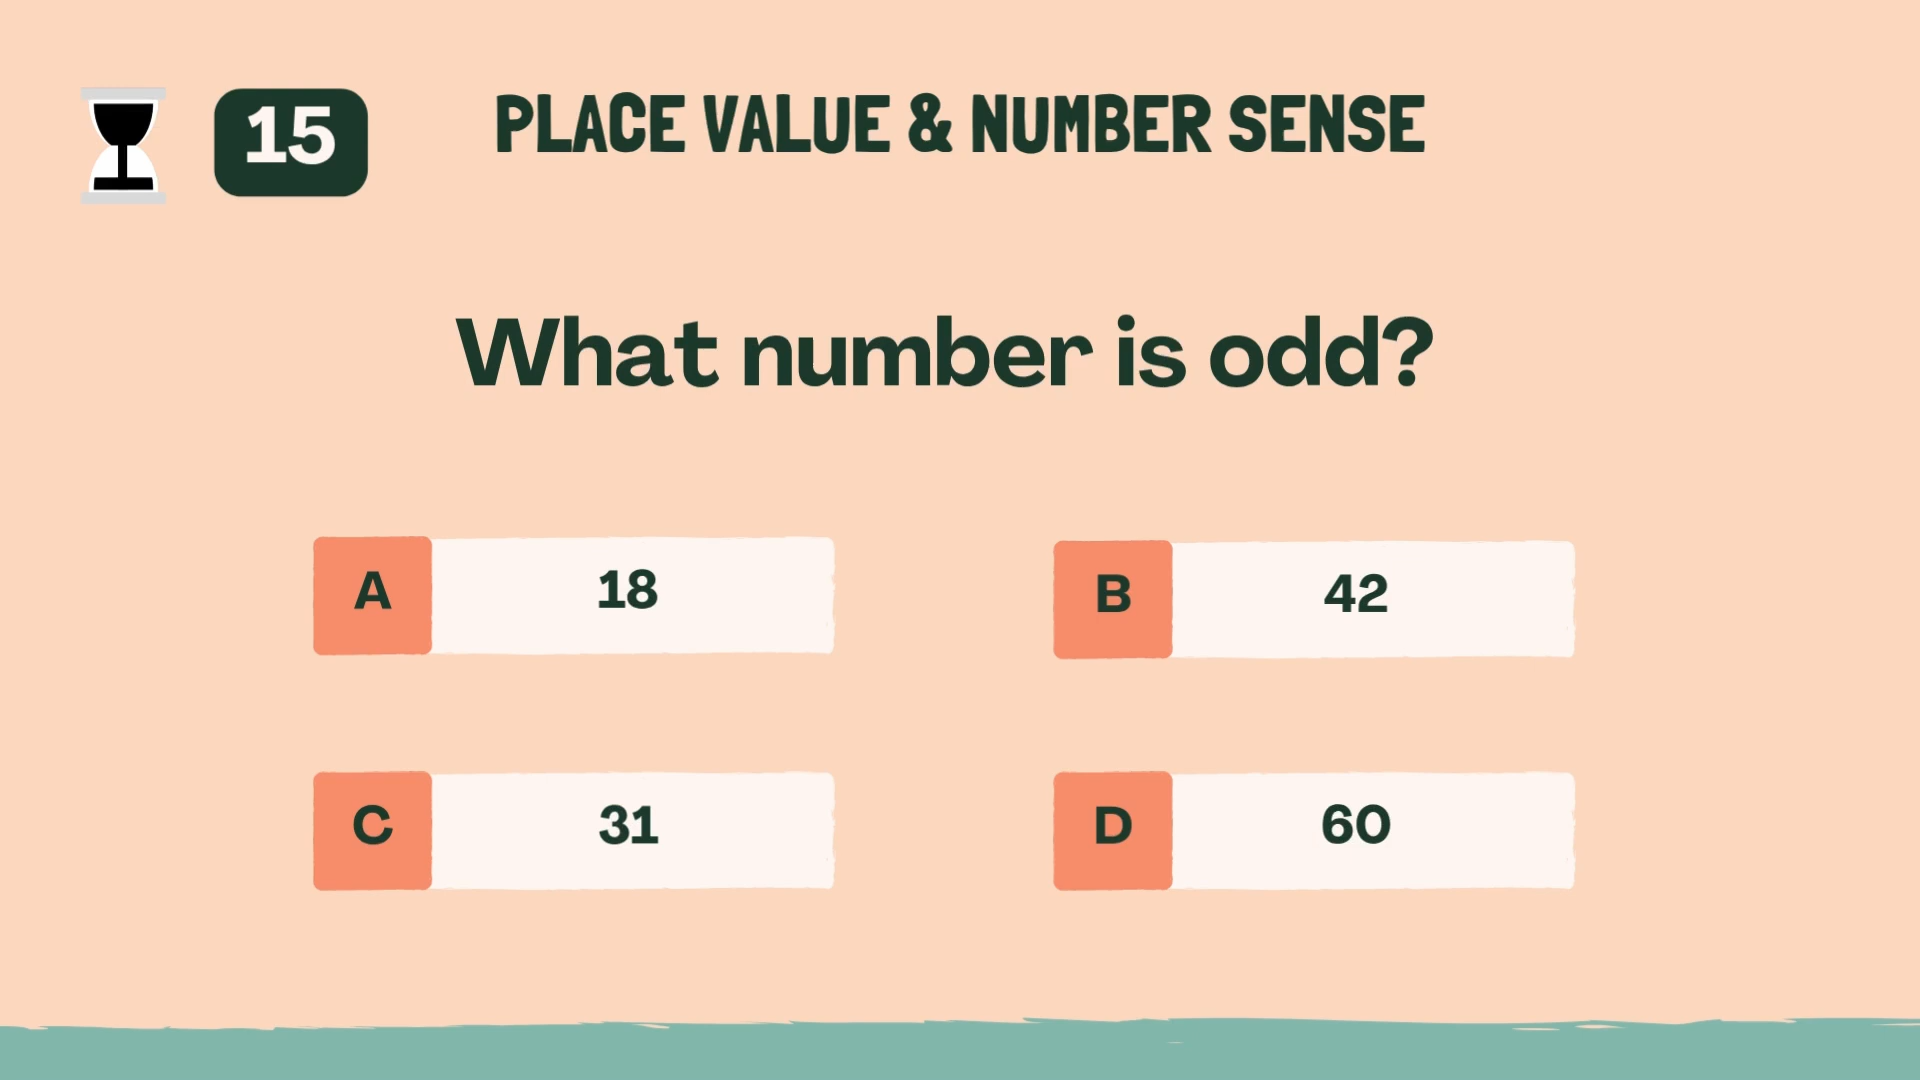 15
PLACE VALUE & NUMBER SENSE
What number is odd?
A 18
B 42
C 31
D 60